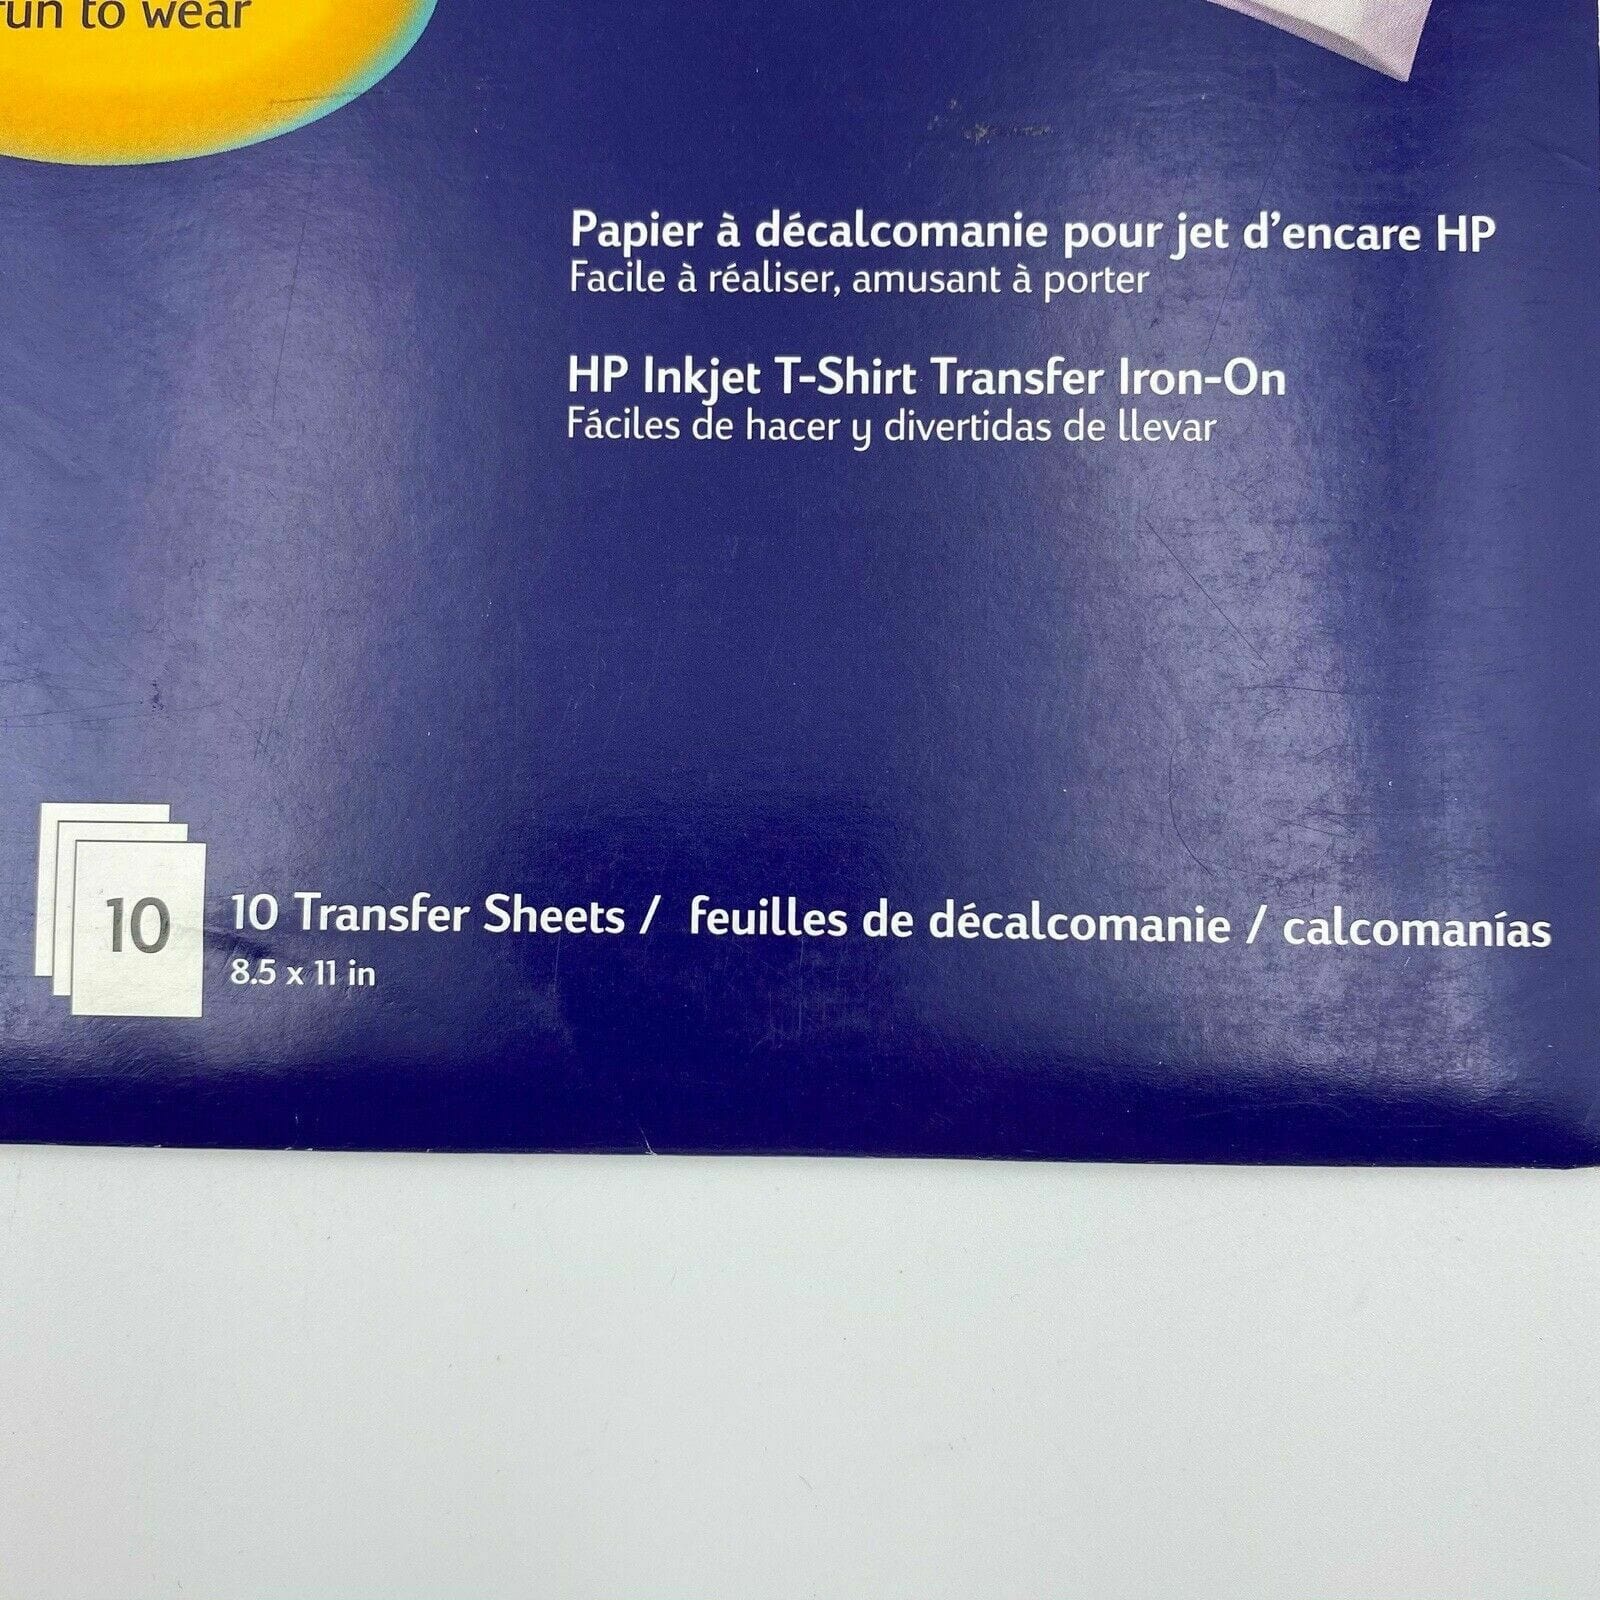 fun to wear
Papier à décalcomanie pour jet d'encare HP
Facile à réaliser, amusant à porter
HP Inkjet T-Shirt Transfer Iron-On
Fáciles de hacer y divertidas de llevar
10
10 Transfer Sheets / feuilles de décalcomanie / calcomanías
8.5 x 11 in